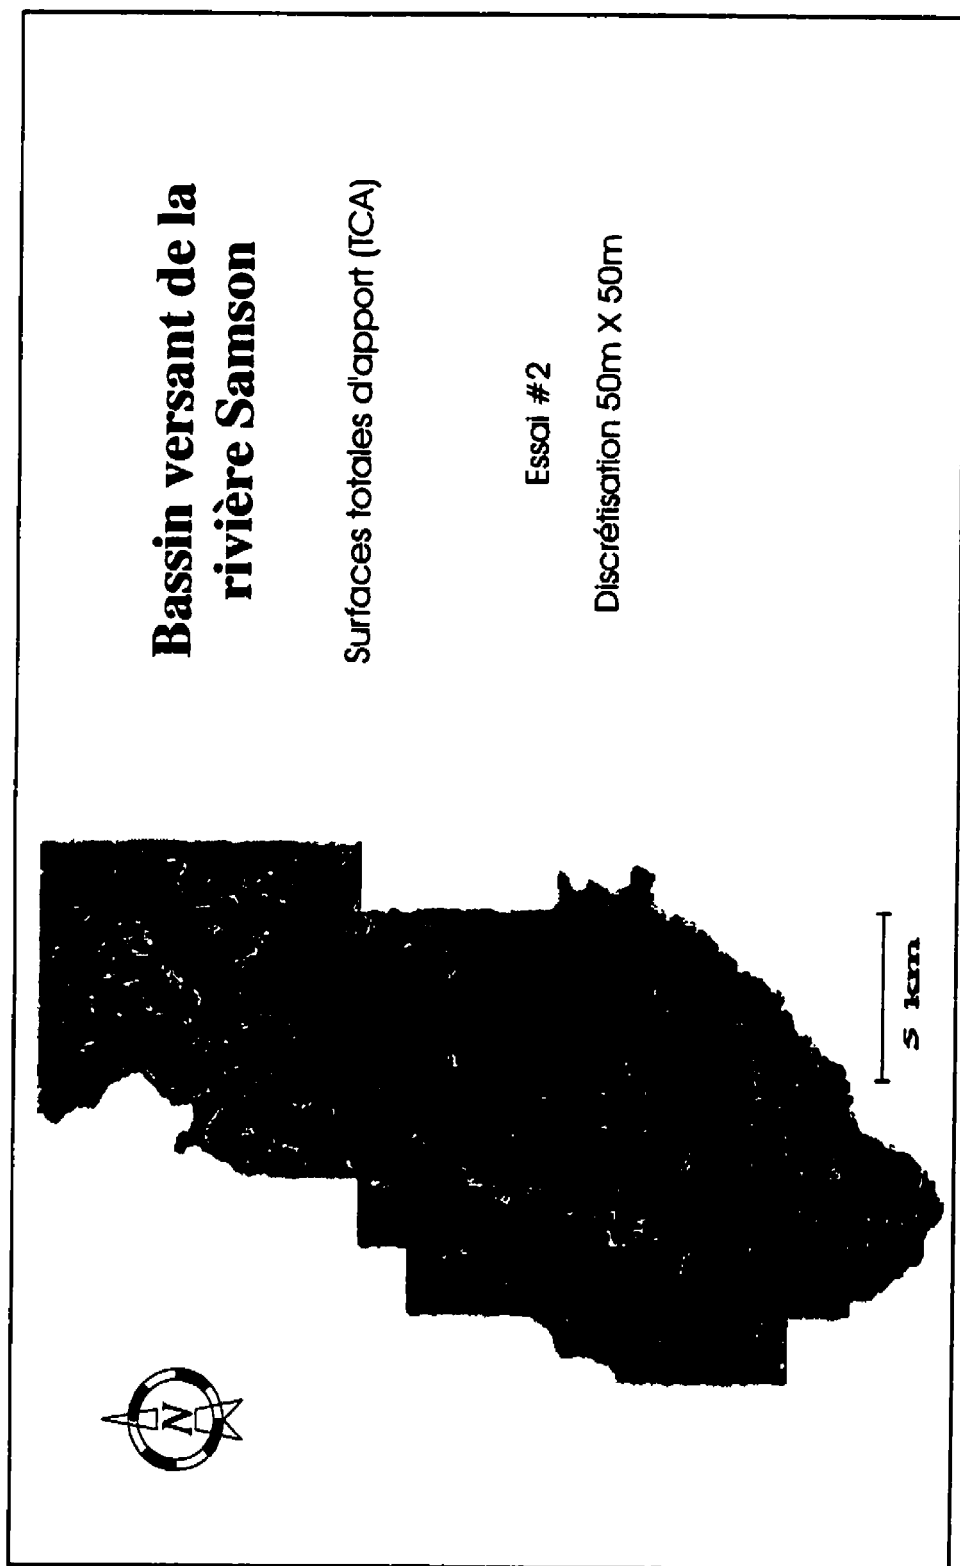 Bassin versant de la
rivière Samson
Surfaces totales d'apport (TCA)
Essai #2
Discrétisation 50m X 50m
5 km
N